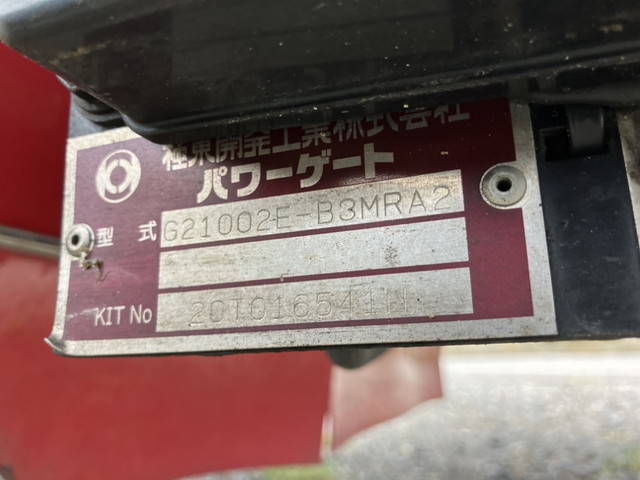 極東開発工業株式会社
パワーゲート
型式 G21002E-B3MRA2
KIT No 20T016541H